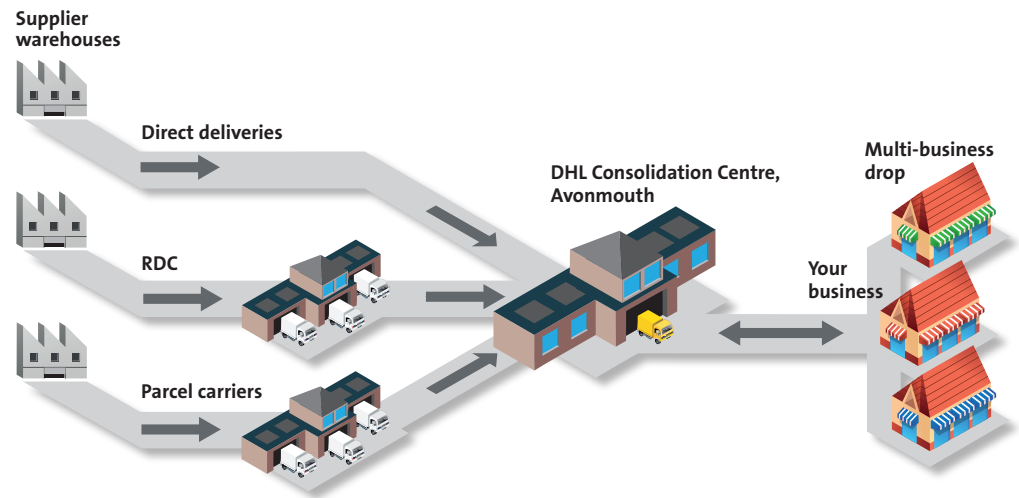 Supplier
warehouses
Direct deliveries
DHL Consolidation Centre,
Avonmouth
Multi-business
drop
RDC
Your
business
Parcel carriers